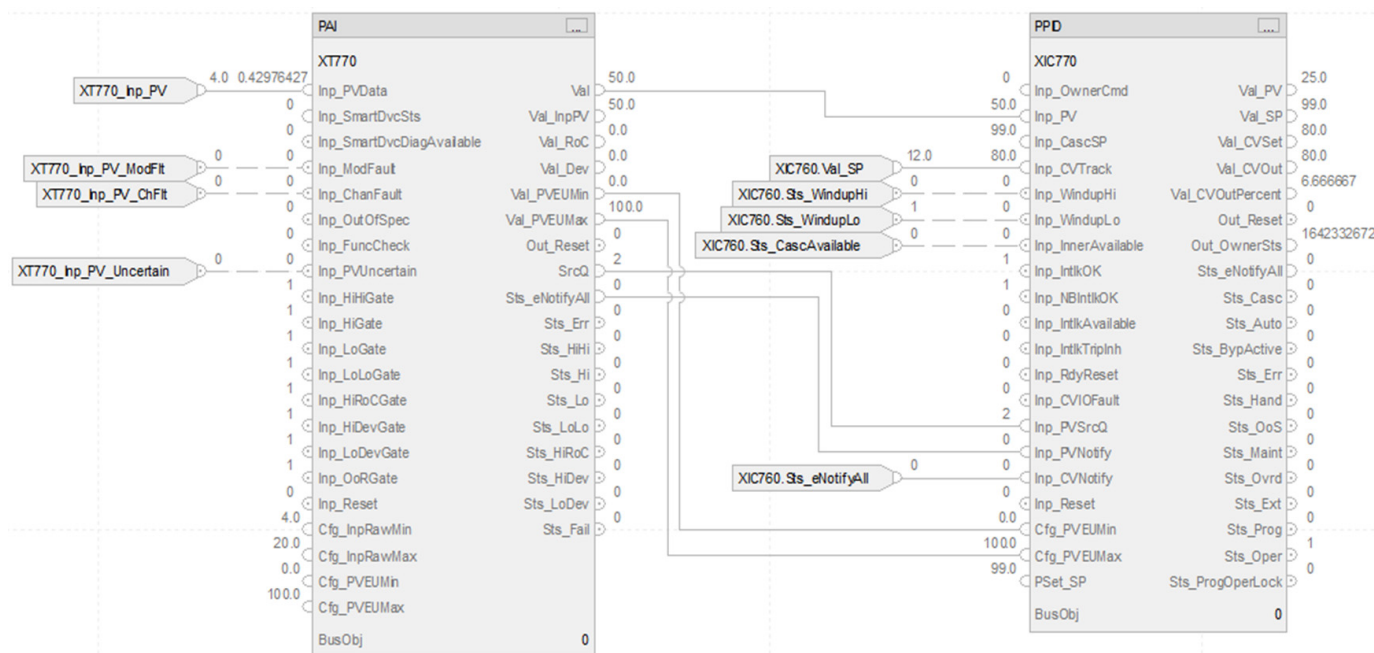 PAI
...
XT770
XT770_Inp_PV
4.0 0.42976427
Inp_PVData Val 50.0
0 Inp_SmartDvcSts Val_InpPV 50.0
0 Inp_SmartDvcDiagAvailable Val_RoC 0.0
XT770_Inp_PV_ModFlt 0 0 Inp_ModFault Val_Dev 0.0
XT770_Inp_PV_ChFlt 0 0 Inp_ChanFault Val_PVEUMin 0.0
0 Inp_OutOfSpec Val_PVEUMax 100.0
0 Inp_FuncCheck Out_Reset 0
XT770_Inp_PV_Uncertain 0 0 Inp_PVUncertain SrcQ 2
1 Inp_HiHiGate Sts_eNotifyAll 0
1 Inp_HiGate Sts_Err 0
1 Inp_LoGate Sts_HiHi 0
1 Inp_LoLoGate Sts_Hi 0
1 Inp_HiRoCGate Sts_Lo 0
1 Inp_HiDevGate Sts_LoLo 0
1 Inp_LoDevGate Sts_HiRoC 0
1 Inp_OoRGate Sts_HiDev 0
0 Inp_Reset Sts_LoDev 0
4.0 Cfg_InpRawMin Sts_Fail 0
20.0 Cfg_InpRawMax
0.0 Cfg_PVEUMin
100.0 Cfg_PVEUMax
BusObj 0
PPID
...
XIC770
0 Inp_OwnerCmd Val_PV 25.0
50.0 Inp_PV Val_SP 99.0
99.0 Inp_CascSP Val_CVSet 80.0
XIC760.Val_SP 12.0 80.0 Inp_CVTrack Val_CVOut 80.0
XIC760.Sts_WindupHi 0 0 Inp_WindupHi Val_CVOutPercent 6.666667
XIC760.Sts_WindupLo 1 0 Inp_WindupLo Out_Reset 0
XIC760.Sts_CascAvailable 0 0 Inp_InnerAvailable Out_OwnerSts 1642332672
1 Inp_IntlkOK Sts_eNotifyAll 0
1 Inp_NBIntlkOK Sts_Casc 0
0 Inp_IntlkAvailable Sts_Auto 0
0 Inp_IntlkTripInh Sts_BypActive 0
0 Inp_RdyReset Sts_Err 0
0 Inp_CVIOFault Sts_Hand 0
2 Inp_PVSrcQ Sts_OoS 0
0 Inp_PVNotify Sts_Maint 0
XIC760.Sts_eNotifyAll 0 0 Inp_CVNotify Sts_Ovrd 0
0 Inp_Reset Sts_Ext 0
0.0 Cfg_PVEUMin Sts_Prog 0
100.0 Cfg_PVEUMax Sts_Oper 1
99.0 PSet_SP Sts_ProgOperLock 0
BusObj 0